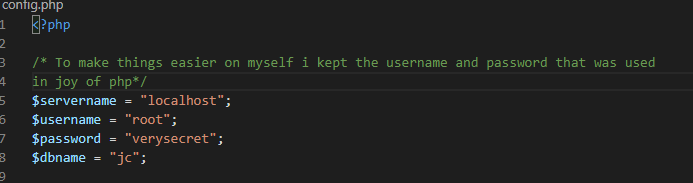 config.php
1 <?php
2
3 /* To make things easier on myself i kept the username and password that was used
4 in joy of php*/
5 $servername = "localhost";
6 $username = "root";
7 $password = "verysecret";
8 $dbname = "jc";
9